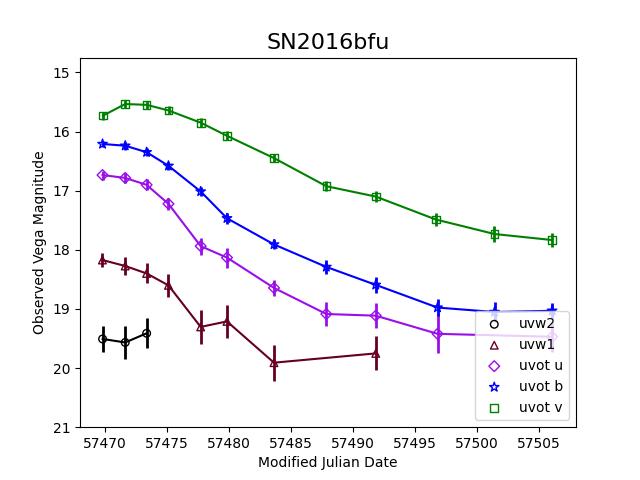 SN2016bfu
Observed Vega Magnitude
15
16
17
18
19
20
21
57470 57475 57480 57485 57490 57495 57500 57505
Modified Julian Date
uvw2
uvw1
uvot u
uvot b
uvot v